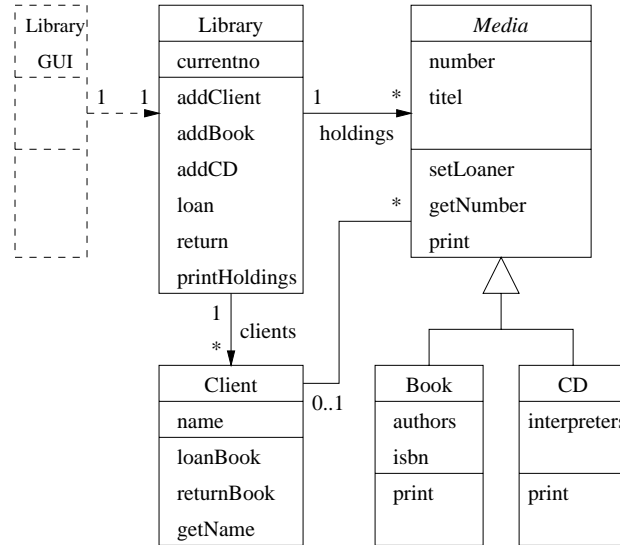 Library
GUI
1
1
Library
currentno
addClient
addBook
addCD
loan
return
printHoldings
1
*
holdings
Media
number
titel
setLoaner
getNumber
print
*
1
*
clients
Client
name
loanBook
returnBook
getName
0..1
Book
authors
isbn
print
CD
interpreters
print